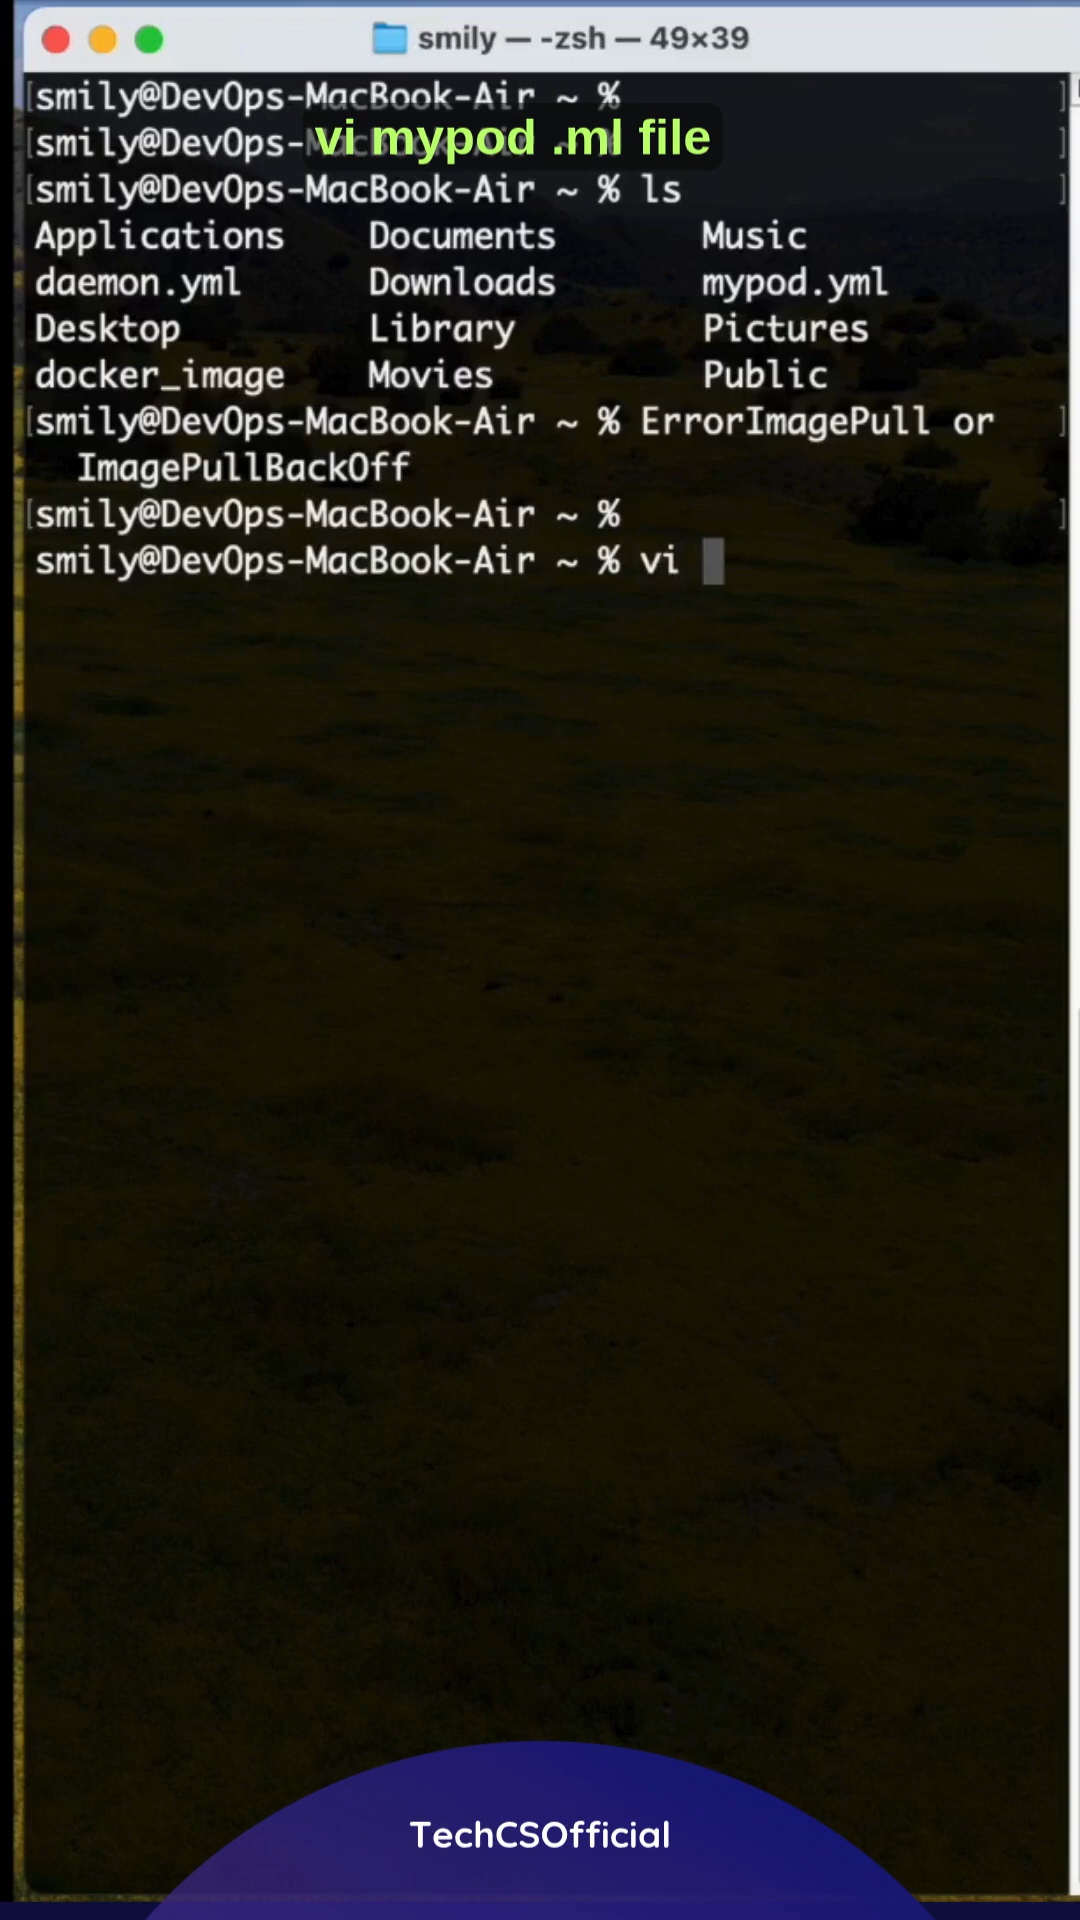 smily — -zsh — 49×39
smily@DevOps-MacBook-Air ~ %
vi mypod .ml file
smily@DevOps-MacBook-Air ~ %
smily@DevOps-MacBook-Air ~ % ls
Applications Documents Music
daemon.yml Downloads mypod.yml
Desktop Library Pictures
docker_image Movies Public
smily@DevOps-MacBook-Air ~ % ErrorImagePull or
ImagePullBackOff
smily@DevOps-MacBook-Air ~ %
smily@DevOps-MacBook-Air ~ % vi
TechCSOfficial